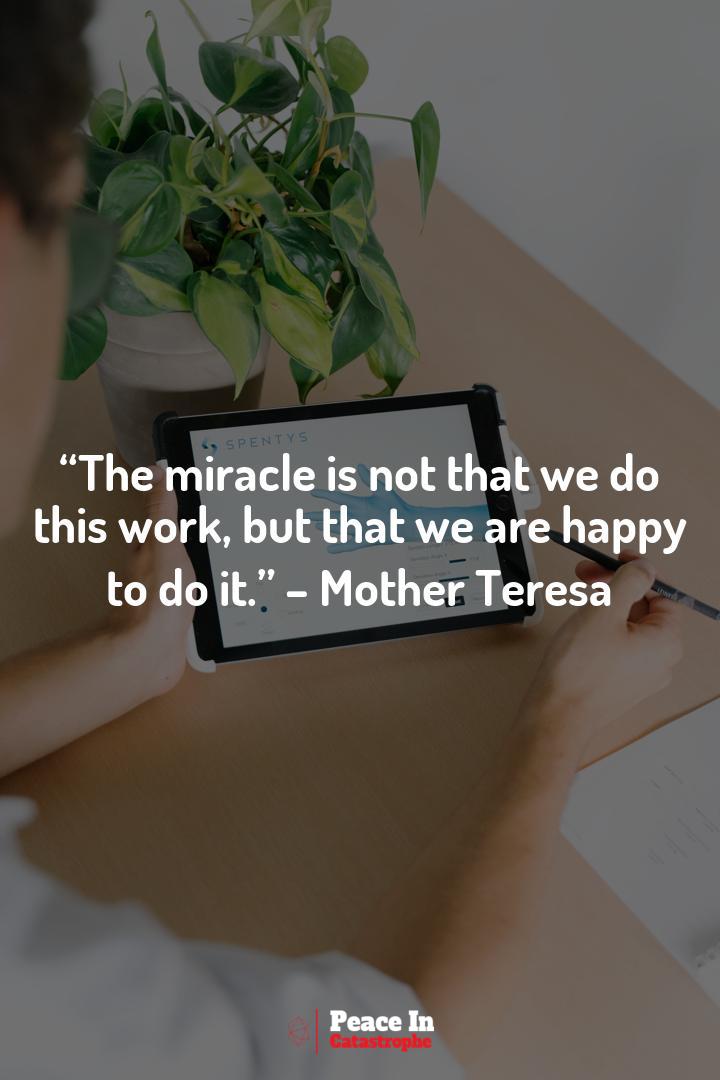 SPENTYS
“The miracle is not that we do
this work, but that we are happy
to do it.” – Mother Teresa
Peace In
Catastrophe